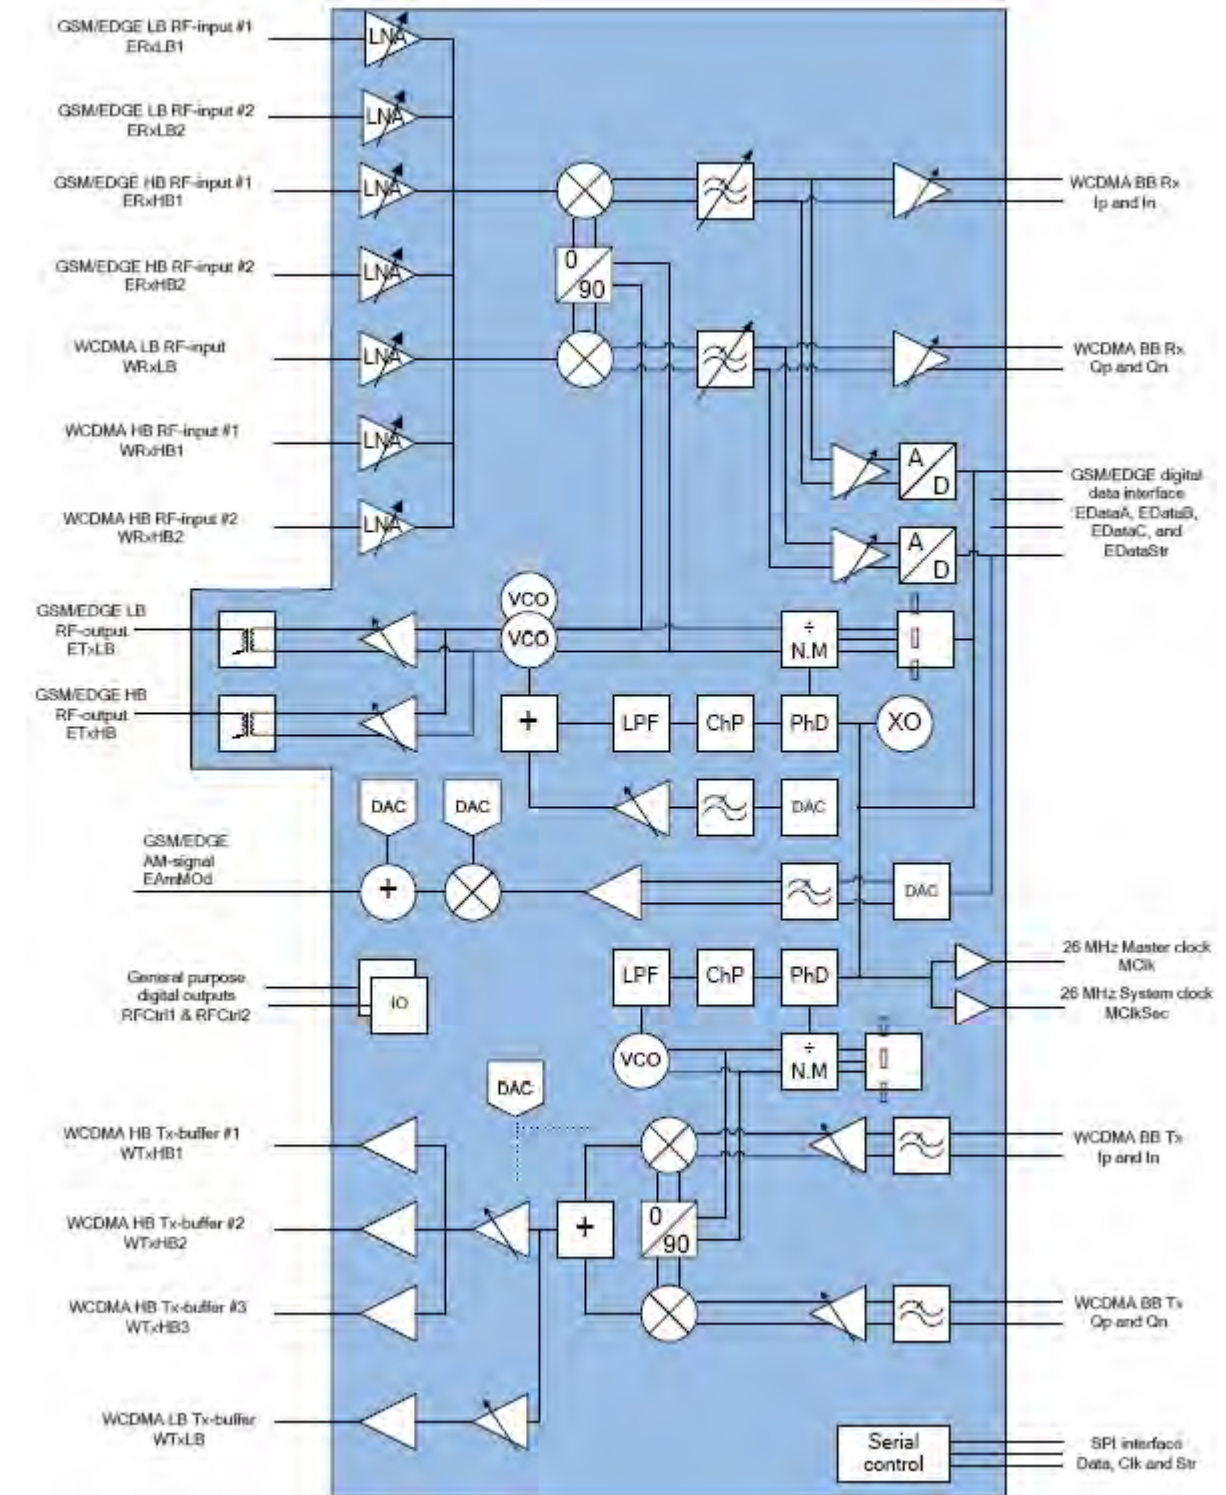 GSM/EDGE LB RF-input #1
ERxLB1
LNA
GSM/EDGE LB RF-input #2
ERxLB2
LNA
GSM/EDGE HB RF-input #1
ERxHB1
LNA
WCDMA BB Rx
Ip and In
GSM/EDGE HB RF-input #2
ERxHB2
LNA
0
90
WCDMA LB RF-input
WRxLB
LNA
WCDMA BB Rx
Qp and Qn
WCDMA HB RF-input #1
WRxHB1
LNA
A
D
GSM/EDGE digital
data interface
EDataA, EDataB,
EDataC, and
EDataStr
WCDMA HB RF-input #2
WRxHB2
LNA
A
D
GSM/EDGE LB
RF-output
ETxLB
VCO
VCO
÷
N.M
GSM/EDGE HB
RF-output
ETxHB
+
LPF
ChP
PhD
XO
DAC
DAC
DAC
GSM/EDGE
AM-signal
EAmMOd
+
DAC
General purpose
digital outputs
RFCtrl1 & RFCtrl2
IO
LPF
ChP
PhD
26 MHz Master clock
MClk
26 MHz System clock
MClkSec
VCO
÷
N.M
DAC
WCDMA HB Tx-buffer #1
WTxHB1
WCDMA BB Tx
Ip and In
WCDMA HB Tx-buffer #2
WTxHB2
+
0
90
WCDMA HB Tx-buffer #3
WTxHB3
WCDMA BB Tx
Qp and Qn
WCDMA LB Tx-buffer
WTxLB
Serial
control
SPI interface
Data, Clk and Str